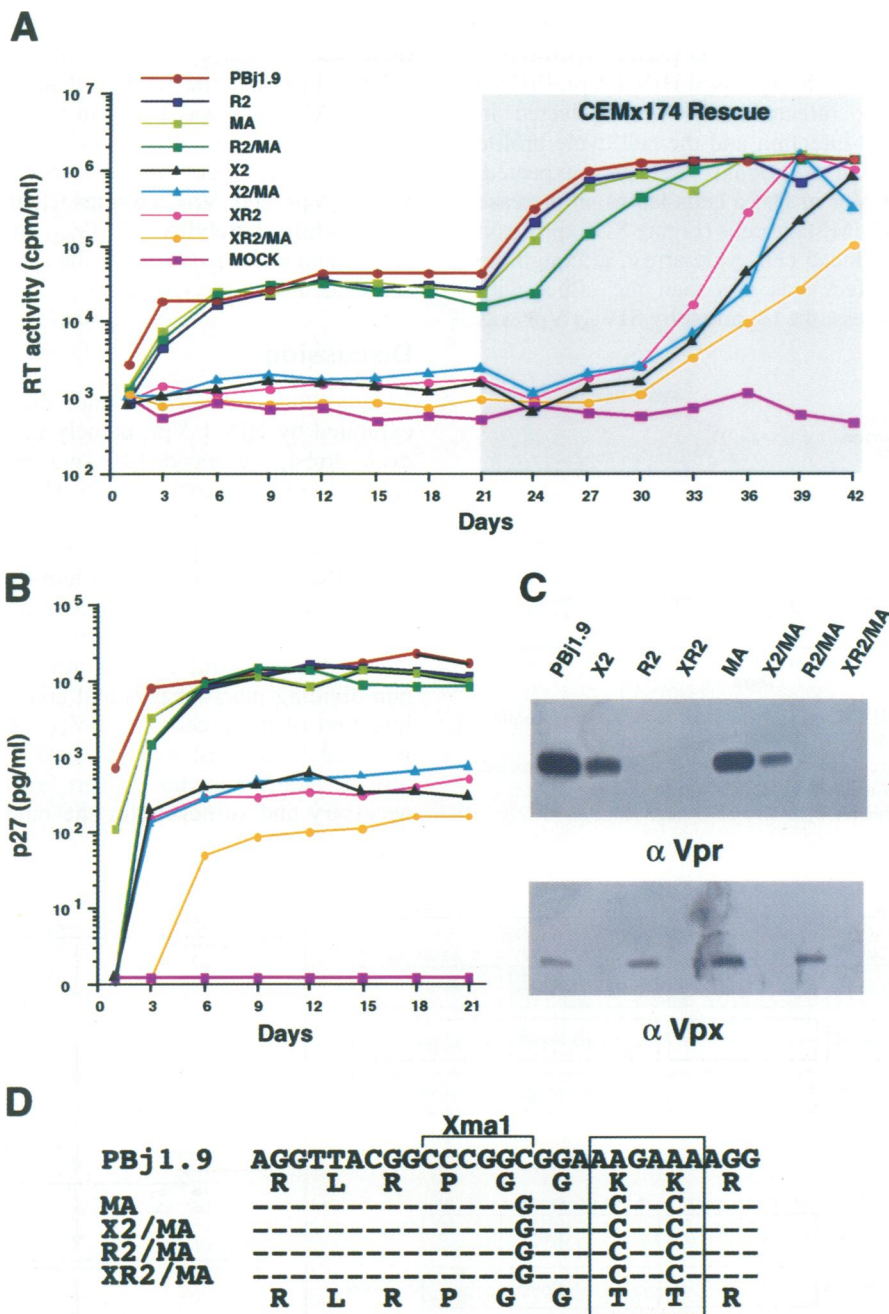 A
PBj1.9
R2
MA
R2/MA
X2
X2/MA
XR2
XR2/MA
MOCK
CEMx174 Rescue
RT activity (cpm/ml)
10^7
10^6
10^5
10^4
10^3
10^2
0 3 6 9 12 15 18 21 24 27 30 33 36 39 42
Days
B
p27 (pg/ml)
10^5
10^4
10^3
10^2
10^1
0
0 3 6 9 12 15 18 21
Days
C
PBj1.9 X2 R2 XR2 MA X2/MA R2/MA XR2/MA
α Vpr
α Vpx
D
Xma1
PBj1.9 AGGTTACGGCCCGGCGGAAAGAAAAGG
R L R P G G K K R
MA ---------------G---C--C----
X2/MA ---------------G---C--C----
R2/MA ---------------G---C--C----
XR2/MA ---------------G---C--C----
R L R P G G T T R